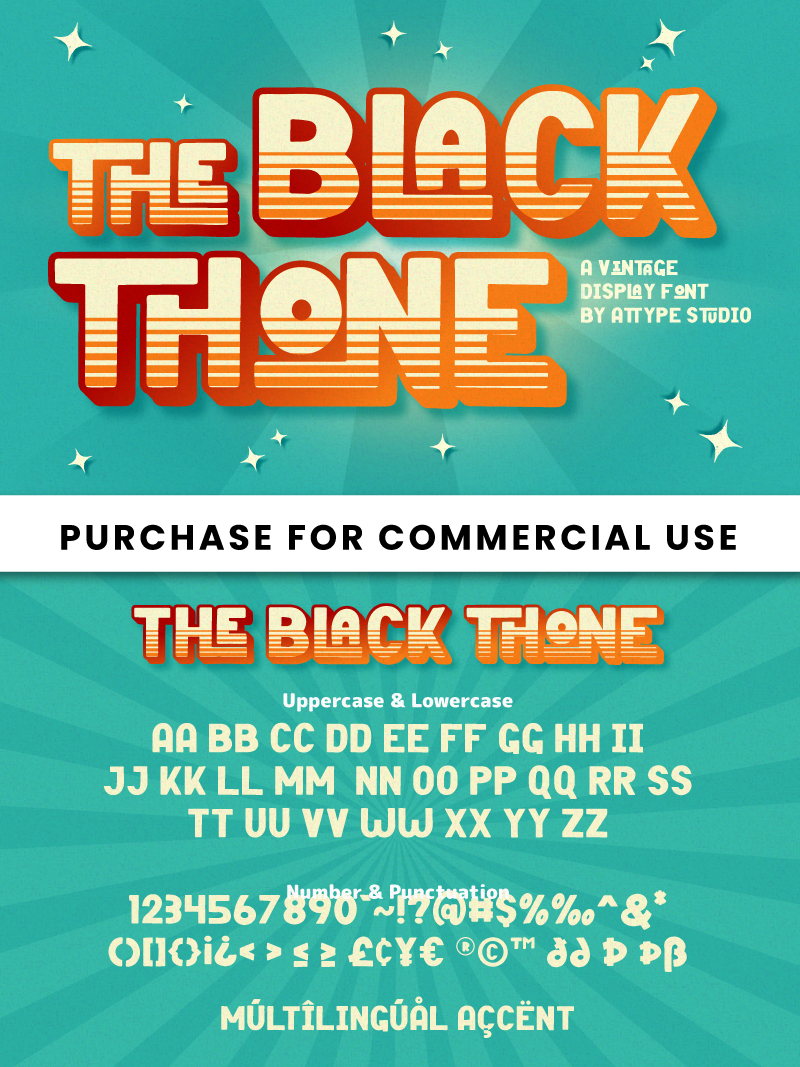 THE BLACK
THONE
A VINTAGE
DISPLAY FONT
BY ATTYPE STUDIO
PURCHASE FOR COMMERCIAL USE
THE BLACK THONE
Uppercase & Lowercase
AA BB CC DD EE FF GG HH II
JJ KK LL MM NN OO PP QQ RR SS
TT UU VV WW XX YY ZZ
Number & Punctuation
1234567890 ~!?@#$%‰^&*
()[]{}¡¿< > ≤ ≥ £¢¥€ ®©™ ðð Þ Þß
MÚLTÎLINGÚÅL AÇCËNT